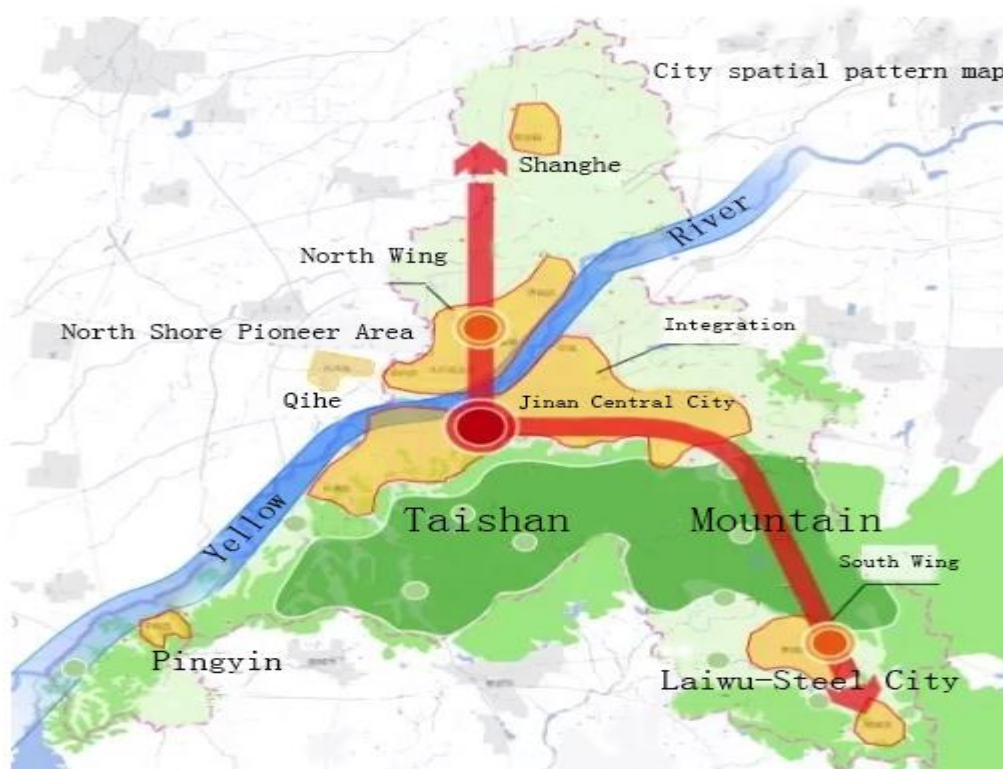 City spatial pattern map
Shanghe
River
North Wing
North Shore Pioneer Area
Integration
Qihe
Jinan Central City
Yellow
Taishan Mountain
South Wing
Pingyin
Laiwu-Steel City